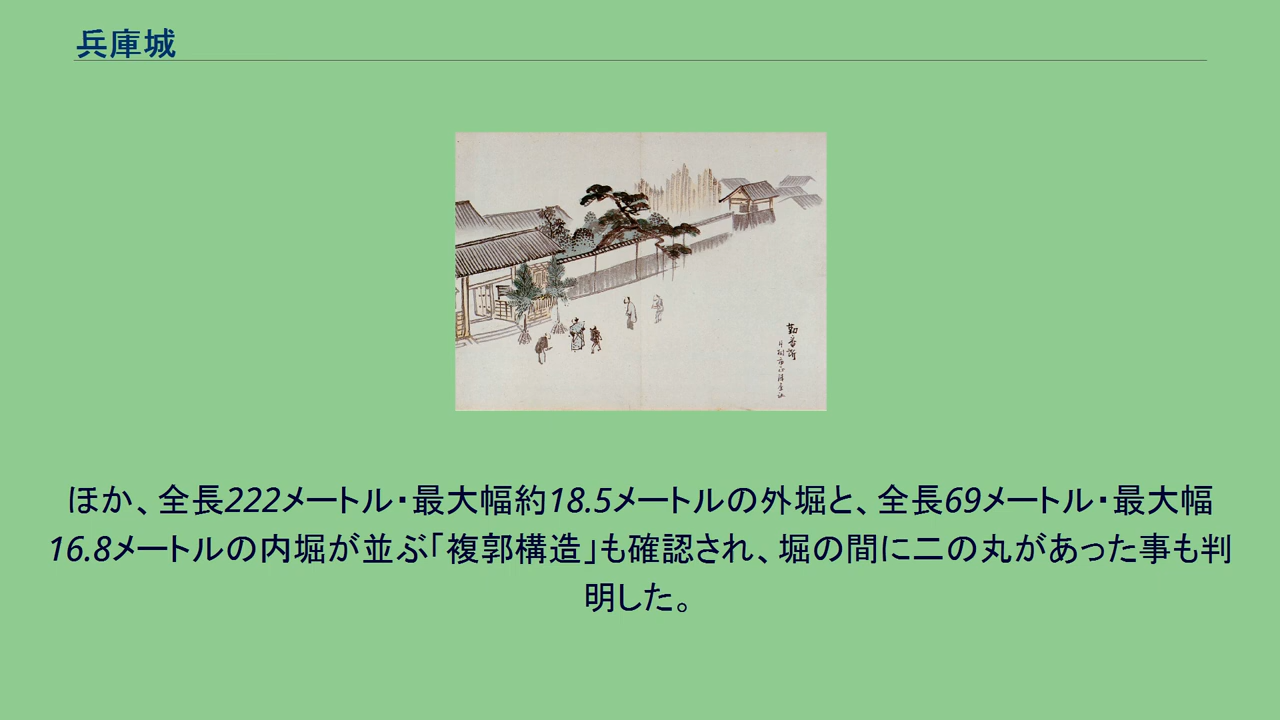 兵庫城
勤番所
ほか、全長222メートル・最大幅約18.5メートルの外堀と、全長69メートル・最大幅
16.8メートルの内堀が並ぶ「複郭構造」も確認され、堀の間に二の丸があった事も判
明した。